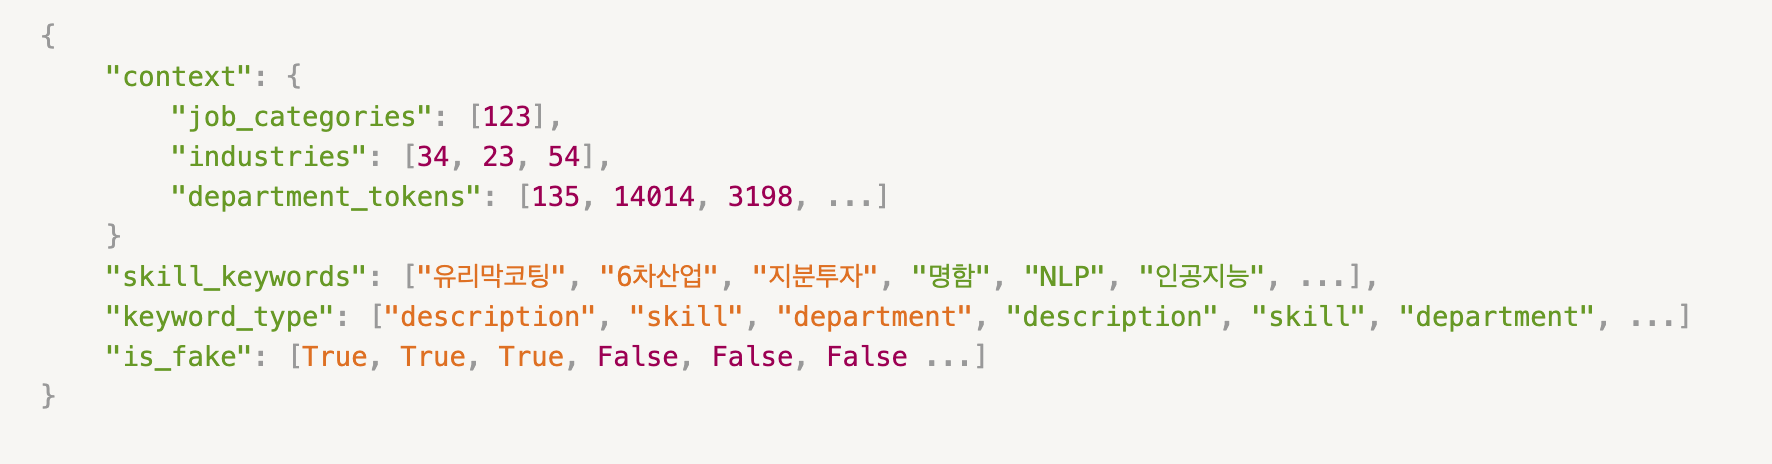 {
"context": {
"job_categories": [123],
"industries": [34, 23, 54],
"department_tokens": [135, 14014, 3198, ...]
}
"skill_keywords": ["유리막코팅", "6차산업", "지분투자", "명함", "NLP", "인공지능", ...],
"keyword_type": ["description", "skill", "department", "description", "skill", "department", ...]
"is_fake": [True, True, True, False, False, False ...]
}